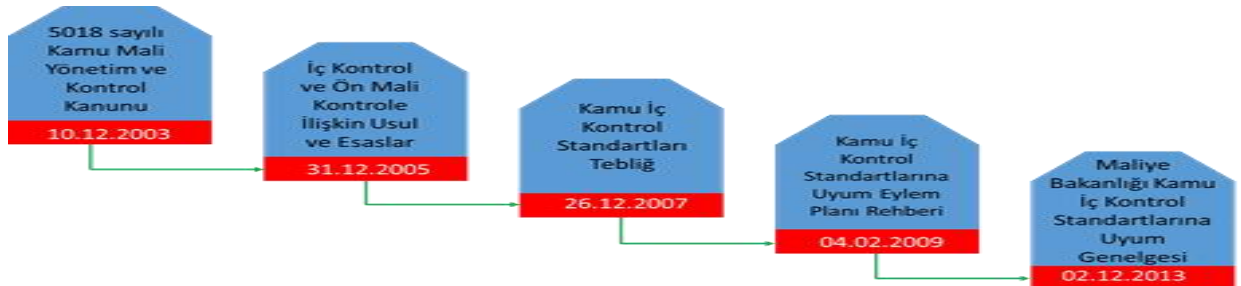 5018 sayılı
Kamu Mali
Yönetim ve
Kontrol
Kanunu
10.12.2003
İç Kontrol
ve Ön Mali
Kontrole
İlişkin Usul
ve Esaslar
31.12.2005
Kamu İç
Kontrol
Standartları
Tebliğ
26.12.2007
Kamu İç
Kontrol
Standartlarına
Uyum Eylem
Planı Rehberi
04.02.2009
Maliye
Bakanlığı Kamu
İç Kontrol
Standartlarına
Uyum
Genelgesi
02.12.2013